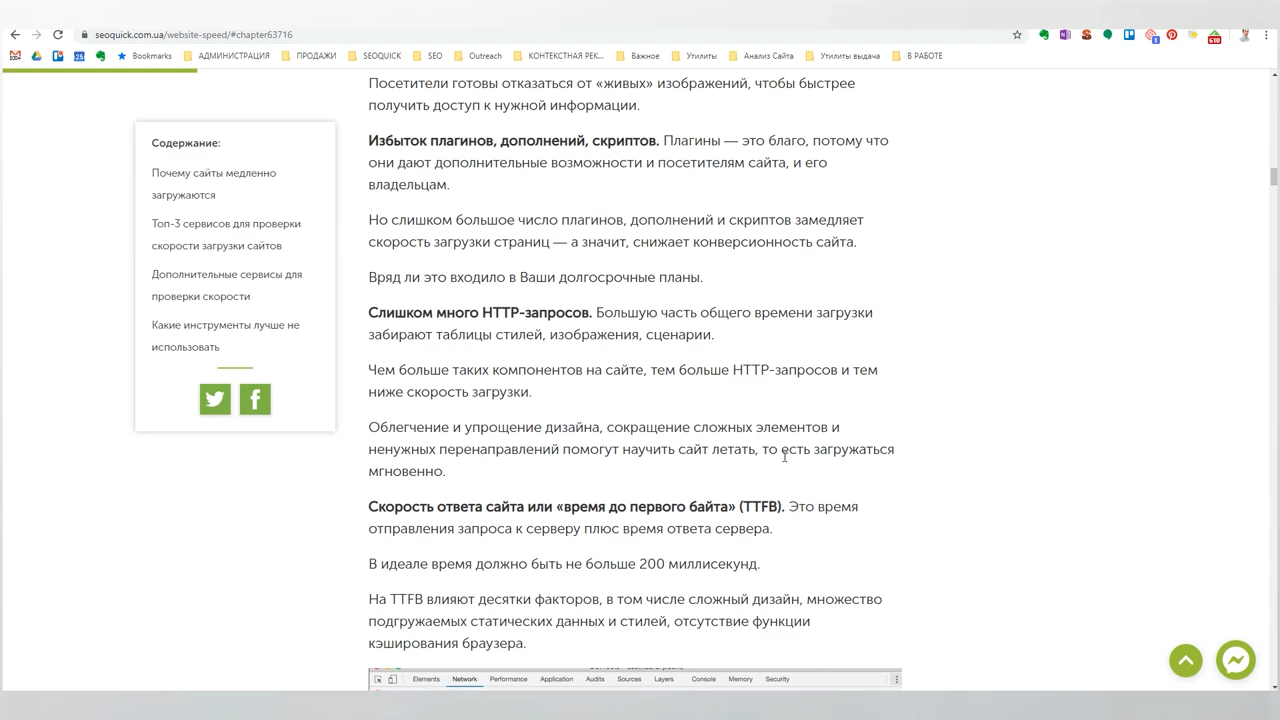 seoquick.com.ua/website-speed/#chapter63716
610
1
25
Bookmarks
АДМИНИСТРАЦИЯ
ПРОДАЖИ
SEOQUICK
SEO
Outreach
КОНТЕКСТНАЯ РЕК...
Важное
Утилиты
Анализ Сайта
Утилиты выдача
В РАБОТЕ
Содержание:
Почему сайты медленно
загружаются
Топ-3 сервисов для проверки
скорости загрузки сайтов
Дополнительные сервисы для
проверки скорости
Какие инструменты лучше не
использовать
Посетители готовы отказаться от «живых» изображений, чтобы быстрее
получить доступ к нужной информации.
Избыток плагинов, дополнений, скриптов. Плагины — это благо, потому что
они дают дополнительные возможности и посетителям сайта, и его
владельцам.
Но слишком большое число плагинов, дополнений и скриптов замедляет
скорость загрузки страниц — а значит, снижает конверсионность сайта.
Вряд ли это входило в Ваши долгосрочные планы.
Слишком много HTTP-запросов. Большую часть общего времени загрузки
забирают таблицы стилей, изображения, сценарии.
Чем больше таких компонентов на сайте, тем больше HTTP-запросов и тем
ниже скорость загрузки.
Облегчение и упрощение дизайна, сокращение сложных элементов и
ненужных перенаправлений помогут научить сайт летать, то есть загружаться
мгновенно.
Скорость ответа сайта или «время до первого байта» (TTFB). Это время
отправления запроса к серверу плюс время ответа сервера.
В идеале время должно быть не больше 200 миллисекунд.
На TTFB влияют десятки факторов, в том числе сложный дизайн, множество
подгружаемых статических данных и стилей, отсутствие функции
кэширования браузера.
Elements Network Performance Application Audits Sources Layers Console Memory Security